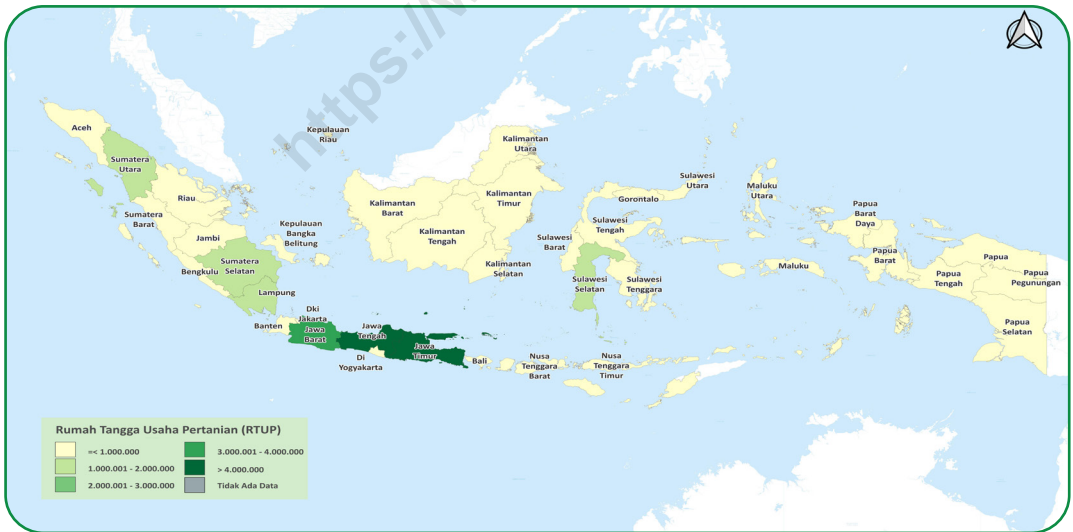 https://w
Aceh
Sumatera
Utara
Kepulauan
Riau
Riau
Sumatera
Barat
Jambi
Kepulauan
Bangka
Belitung
Sumatera
Selatan
Bengkulu
Lampung
Dki
Jakarta
Banten
Jawa
Barat
Jawa
Tengah
Di
Yogyakarta
Jawa
Timur
Bali
Nusa
Tenggara
Barat
Nusa
Tenggara
Timur
Kalimantan
Utara
Kalimantan
Barat
Kalimantan
Timur
Kalimantan
Tengah
Kalimantan
Selatan
Sulawesi
Utara
Gorontalo
Sulawesi
Tengah
Sulawesi
Barat
Sulawesi
Selatan
Sulawesi
Tenggara
Maluku
Utara
Maluku
Papua
Barat
Daya
Papua
Barat
Papua
Tengah
Papua
Papua
Pegunungan
Papua
Selatan
Rumah Tangga Usaha Pertanian (RTUP)
=< 1.000.000
1.000.001 - 2.000.000
2.000.001 - 3.000.000
3.000.001 - 4.000.000
> 4.000.000
Tidak Ada Data